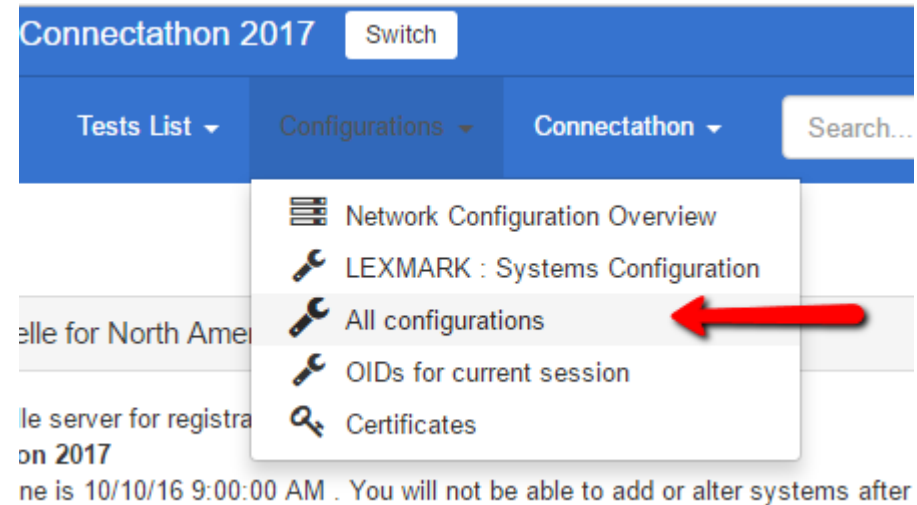 Connectathon 2017 Switch
Tests List Configurations Connectathon Search...
Network Configuration Overview
LEXMARK : Systems Configuration
All configurations
elle for North Amer
OIDs for current session
Certificates
lle server for registra
on 2017
ne is 10/10/16 9:00:00 AM . You will not be able to add or alter systems after